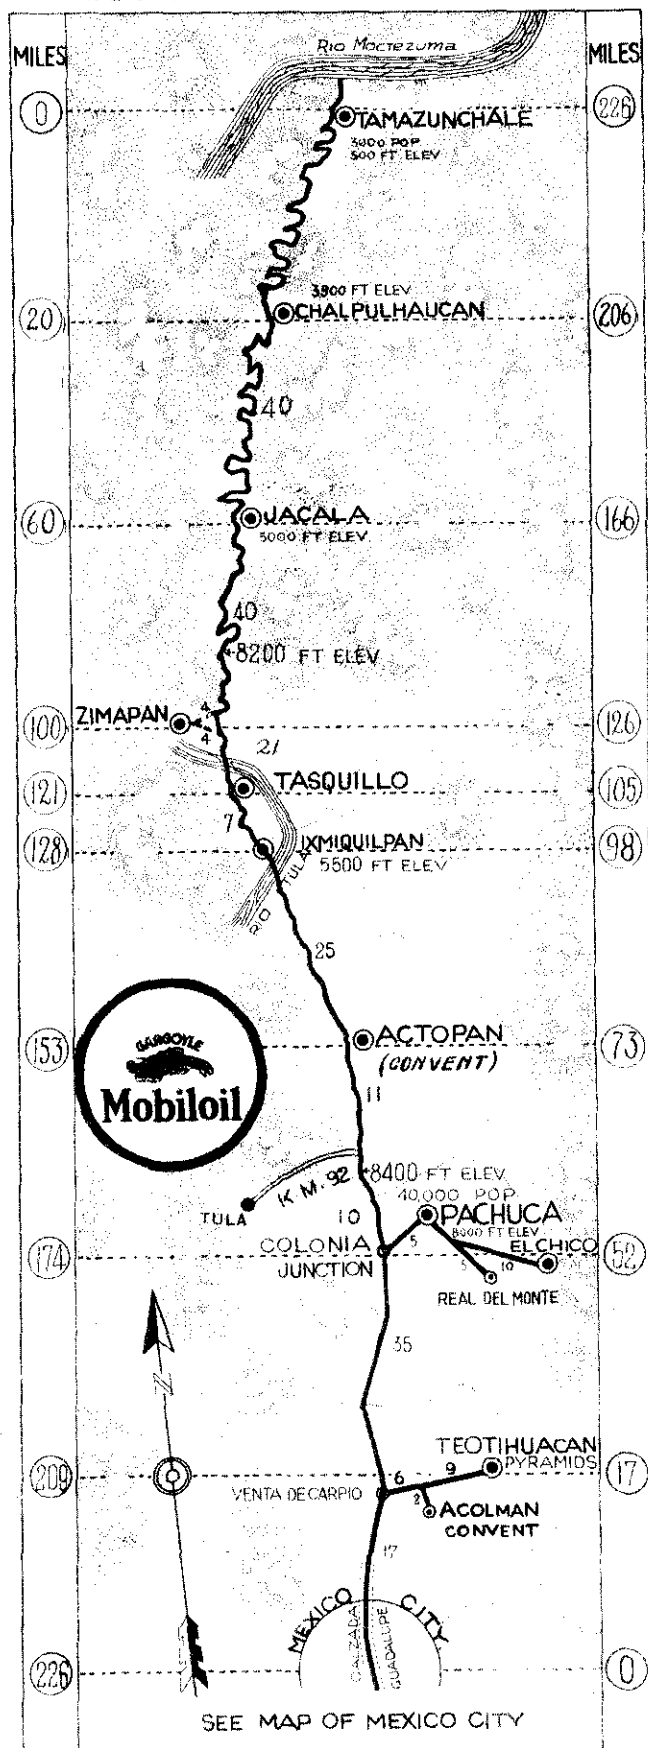 MILES
Rio Moctezuma
MILES
0
226
TAMAZUNCHALE
3000 POP
500 FT ELEV
3300 FT ELEV
CHALPULHAUCAN
20
206
40
JACALA
5000 FT ELEV
60
166
40
8200 FT ELEV
ZIMAPAN
4
4
100
126
21
TASQUILLO
121
105
7
IXMIQUILPAN
5500 FT ELEV
128
98
RIO TULA
25
ACTOPAN
(CONVENT)
153
73
GARGOYLE
Mobiloil
11
8400 FT ELEV
K.M. 92
TULA
40,000 POP
PACHUCA
8000 FT ELEV
10
COLONIA
JUNCTION
5
EL CHICO
5
10
174
52
REAL DEL MONTE
N
35
TEOTIHUACAN
PYRAMIDS
6
9
209
17
VENTA DE CARPIO
2
ACOLMAN
CONVENT
17
MEXICO CITY
CALZADA
GUADALUPE
226
0
SEE MAP OF MEXICO CITY